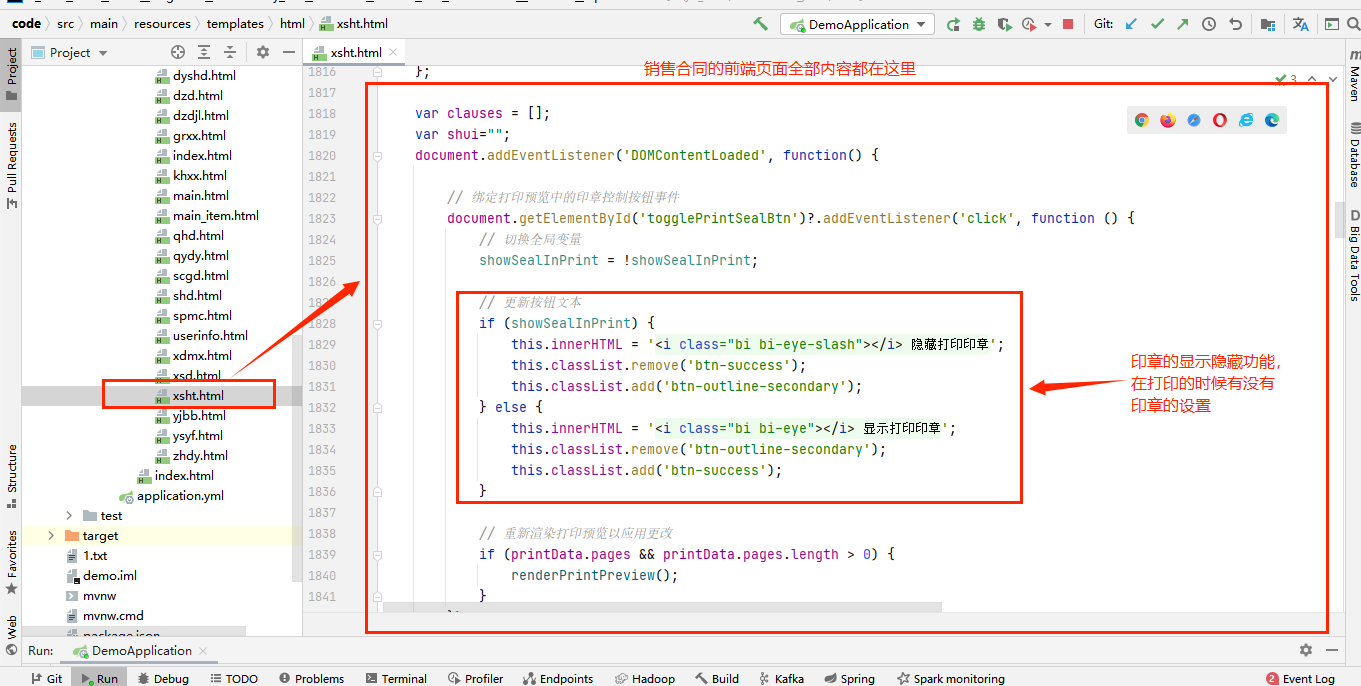 code 〉 src 〉 main 〉 resources 〉 templates 〉 html 〉 xsht.html
DemoApplication
Git:
Project
xsht.html
销售合同的前端页面全部内容都在这里
3
Project
Pull Requests
Structure
Favorites
Web
dyshd.html
dzd.html
dzdjl.html
grxx.html
index.html
khxx.html
main.html
main_item.html
qhd.html
qydy.html
scgd.html
shd.html
spmc.html
userinfo.html
xdmx.html
xsd.html
xsht.html
yjbb.html
ysyf.html
zhdy.html
index.html
application.yml
test
target
1.txt
demo.iml
mvnw
mvnw.cmd
package.json
1816 };
1817
1818 var clauses = [];
1819 var shui="";
1820 document.addEventListener('DOMContentLoaded', function() {
1821
1822 // 绑定打印预览中的印章控制按钮事件
1823 document.getElementById('togglePrintSealBtn')?.addEventListener('click', function () {
1824 // 切换全局变量
1825 showSealInPrint = !showSealInPrint;
1826
// 更新按钮文本
1828 if (showSealInPrint) {
1829 this.innerHTML = '<i class="bi bi-eye-slash"></i> 隐藏打印印章';
1830 this.classList.remove('btn-success');
1831 this.classList.add('btn-outline-secondary');
1832 } else {
1833 this.innerHTML = '<i class="bi bi-eye"></i> 显示打印印章';
1834 this.classList.remove('btn-outline-secondary');
1835 this.classList.add('btn-success');
1836 }
1837
1838 // 重新渲染打印预览以应用更改
1839 if (printData.pages && printData.pages.length > 0) {
1840 renderPrintPreview();
1841 }
印章的显示隐藏功能,
在打印的时候有没有
印章的设置
Maven
Database
Big Data Tools
Run: DemoApplication
Git Run Debug TODO Problems Terminal Profiler Endpoints Hadoop Build Kafka Spring Spark monitoring 2 Event Log